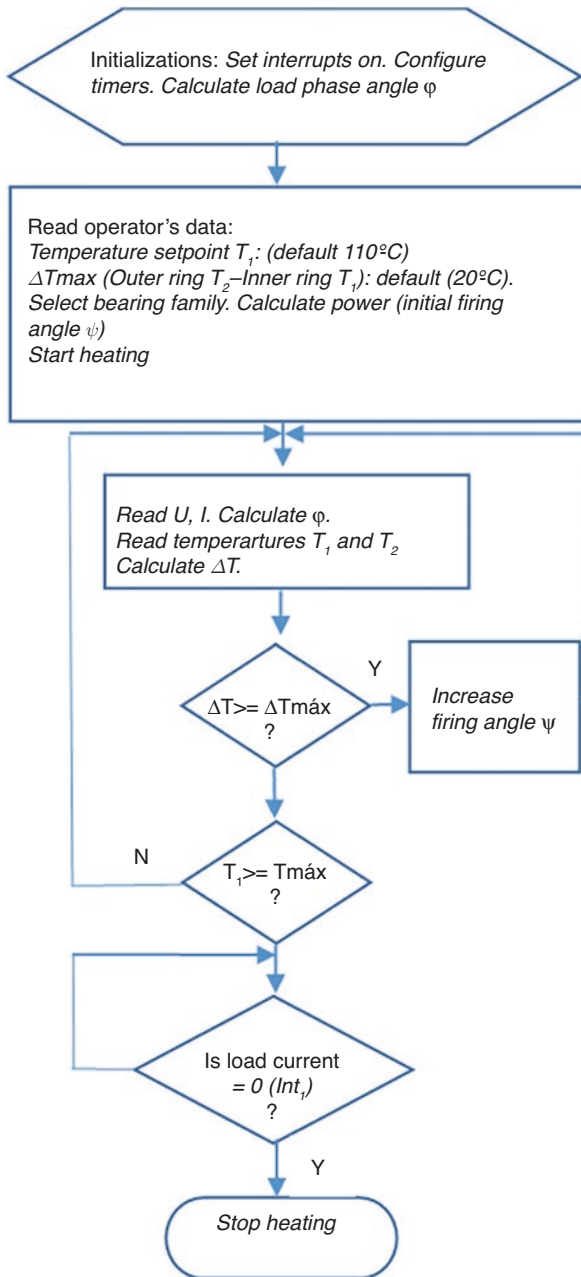 Initializations: Set interrupts on. Configure
timers. Calculate load phase angle φ
Read operator's data:
Temperature setpoint T₁: (default 110ºC)
ΔTmax (Outer ring T₂–Inner ring T₁): default (20ºC).
Select bearing family. Calculate power (initial firing
angle ψ)
Start heating
Read U, I. Calculate φ.
Read temperartures T₁ and T₂
Calculate ΔT.
ΔT>= ΔTmáx
?
Y
Increase
firing angle ψ
N
T₁>= Tmáx
?
Is load current
= 0 (Int₁)
?
Y
Stop heating